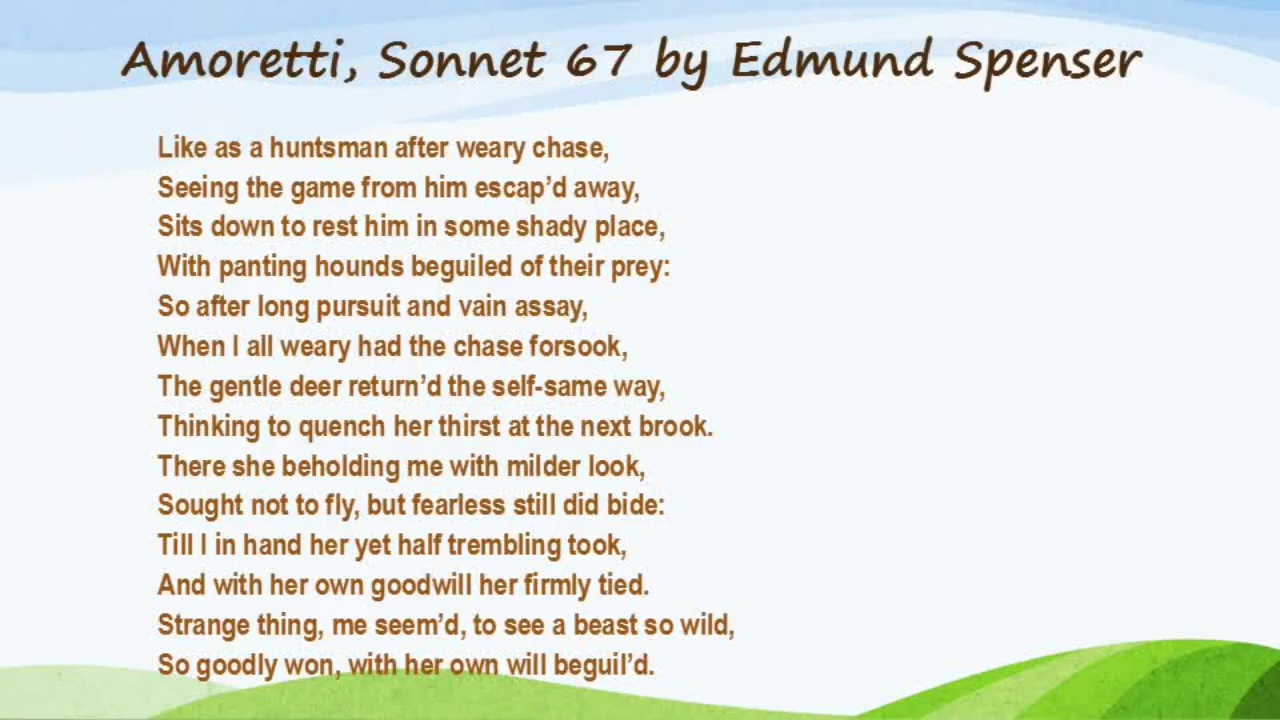 Amoretti, Sonnet 67 by Edmund Spenser
Like as a huntsman after weary chase,
Seeing the game from him escap’d away,
Sits down to rest him in some shady place,
With panting hounds beguiled of their prey:
So after long pursuit and vain assay,
When I all weary had the chase forsook,
The gentle deer return’d the self-same way,
Thinking to quench her thirst at the next brook.
There she beholding me with milder look,
Sought not to fly, but fearless still did bide:
Till I in hand her yet half trembling took,
And with her own goodwill her firmly tied.
Strange thing, me seem’d, to see a beast so wild,
So goodly won, with her own will beguil’d.